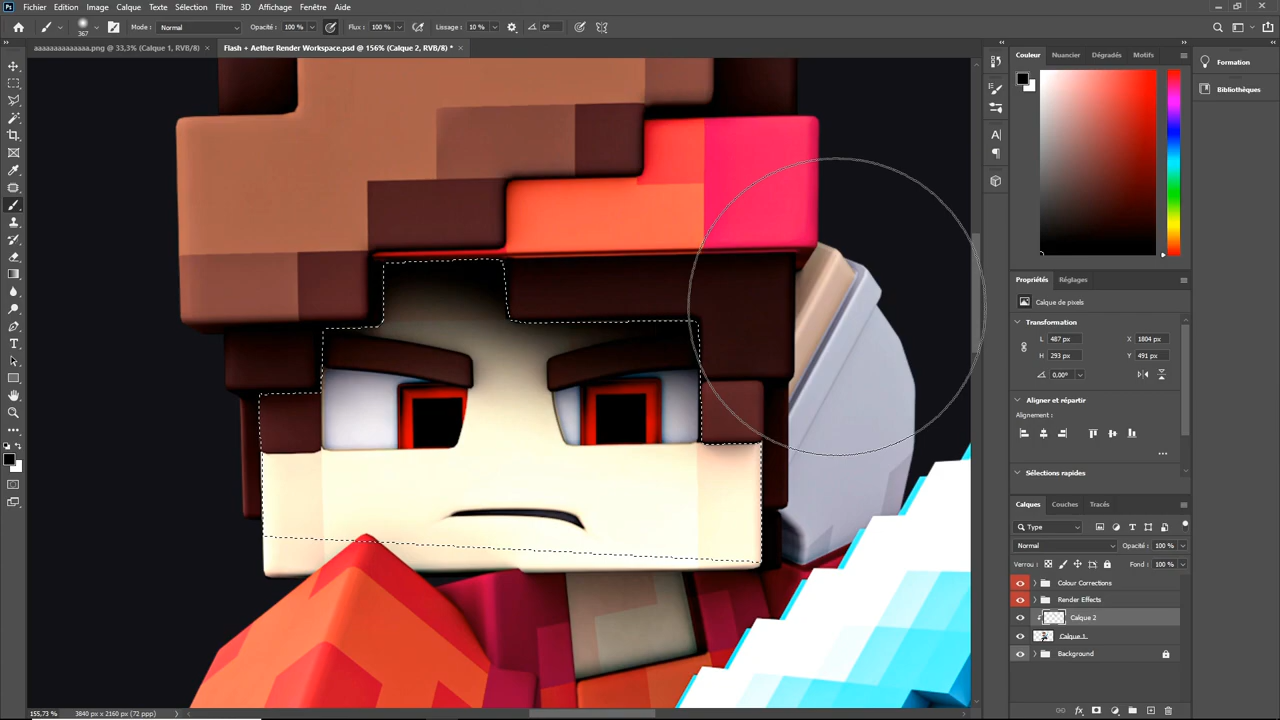 Ps Fichier Edition Image Calque Texte Sélection Filtre 3D Affichage Fenêtre Aide
367 Mode : Normal Opacité : 100 % Flux : 100 % Lissage : 10 % 0°
aaaaaaaaaaaaaa.png @ 33,3% (Calque 1, RVB/8) × Flash + Aether Render Workspace.psd @ 156% (Calque 2, RVB/8) * ×
Couleur Nuancier Dégradés Motifs
Formation
Bibliothèques
Propriétés Réglages
Calque de pixels
Transformation
L 487 px X 1804 px
H 293 px Y 491 px
0,00°
Aligner et répartir
Alignement :
Sélections rapides
Calques Couches Tracés
Type
Normal Opacité : 100 %
Verrou : Fond : 100 %
Colour Corrections
Render Effects
Calque 2
Calque 1
Background
155,73 % 3840 px x 2160 px (72 ppp)